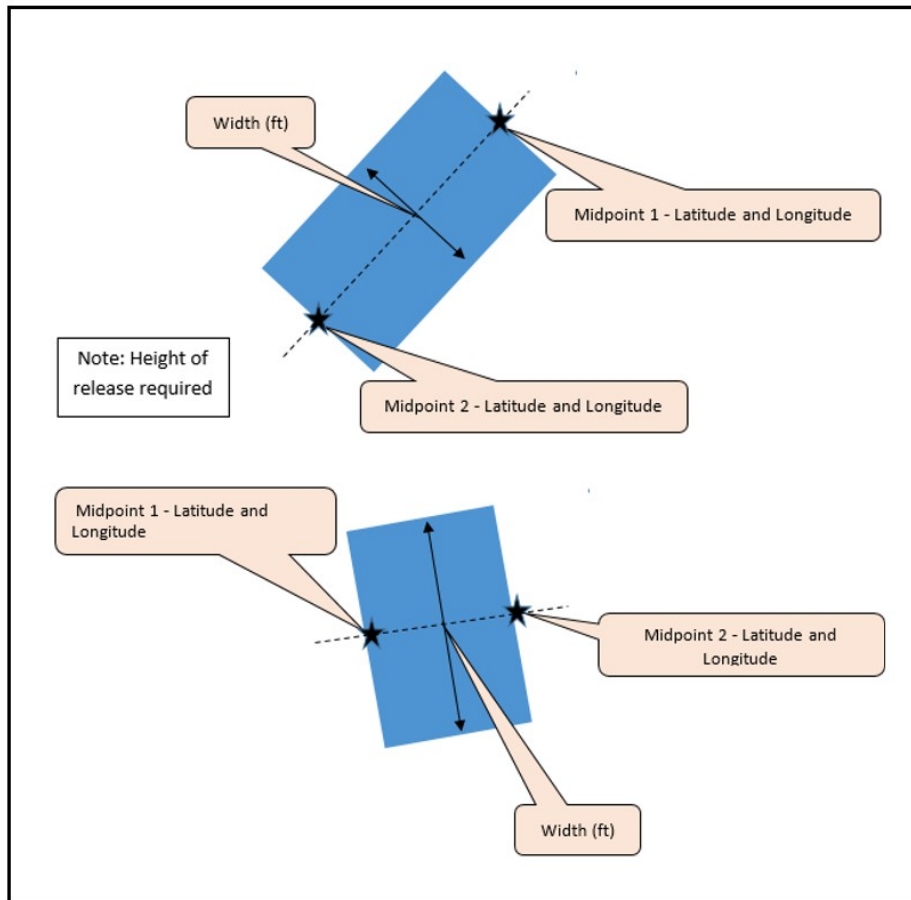 Width (ft)
Midpoint 1 - Latitude and Longitude
Note: Height of
release required
Midpoint 2 - Latitude and Longitude
Midpoint 1 - Latitude and
Longitude
Midpoint 2 - Latitude and
Longitude
Width (ft)